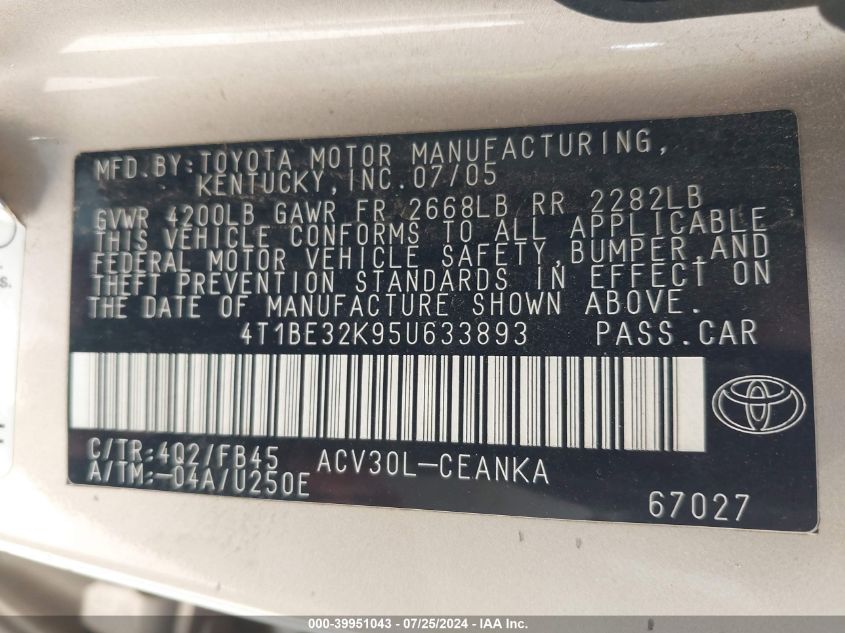 MFD.BY:TOYOTA MOTOR MANUFACTURING,
KENTUCKY,INC.07/05
GVWR 4200LB GAWR FR 2668LB RR 2282LB
THIS VEHICLE CONFORMS TO ALL APPLICABLE
FEDERAL MOTOR VEHICLE SAFETY,BUMPER,AND
THEFT PREVENTION STANDARDS IN EFFECT ON
THE DATE OF MANUFACTURE SHOWN ABOVE.
4T1BE32K95U633893 PASS.CAR
C/TR:4Q2/FB45 ACV30L-CEANKA
A/TM:-04A/U250E
67027
000-39951043 - 07/25/2024 - IAA Inc.